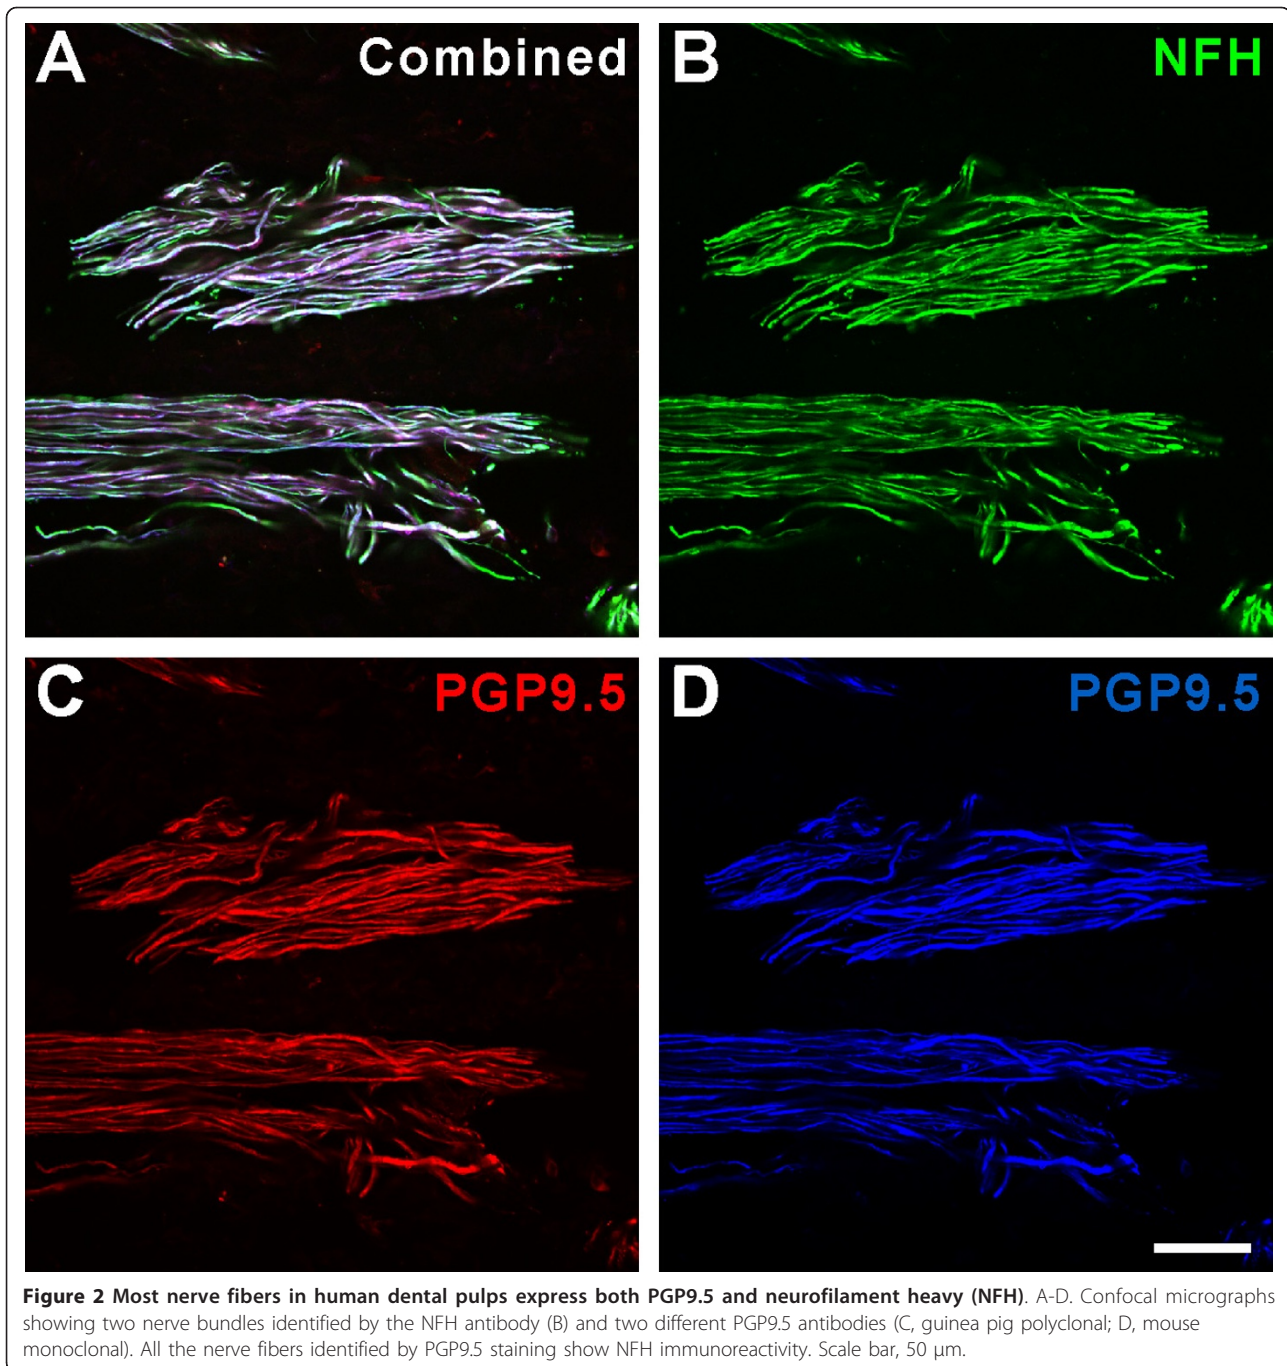 A Combined
B NFH
C PGP9.5
D PGP9.5
Figure 2 Most nerve fibers in human dental pulps express both PGP9.5 and neurofilament heavy (NFH). A-D. Confocal micrographs
showing two nerve bundles identified by the NFH antibody (B) and two different PGP9.5 antibodies (C, guinea pig polyclonal; D, mouse
monoclonal). All the nerve fibers identified by PGP9.5 staining show NFH immunoreactivity. Scale bar, 50 μm.